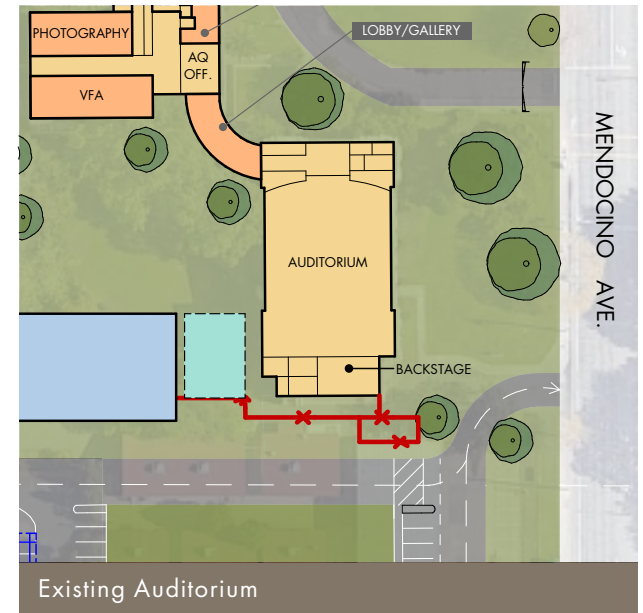 PHOTOGRAPHY
LOBBY/GALLERY
AQ
OFF.
VFA
MENDOCINO AVE.
AUDITORIUM
BACKSTAGE
Existing Auditorium